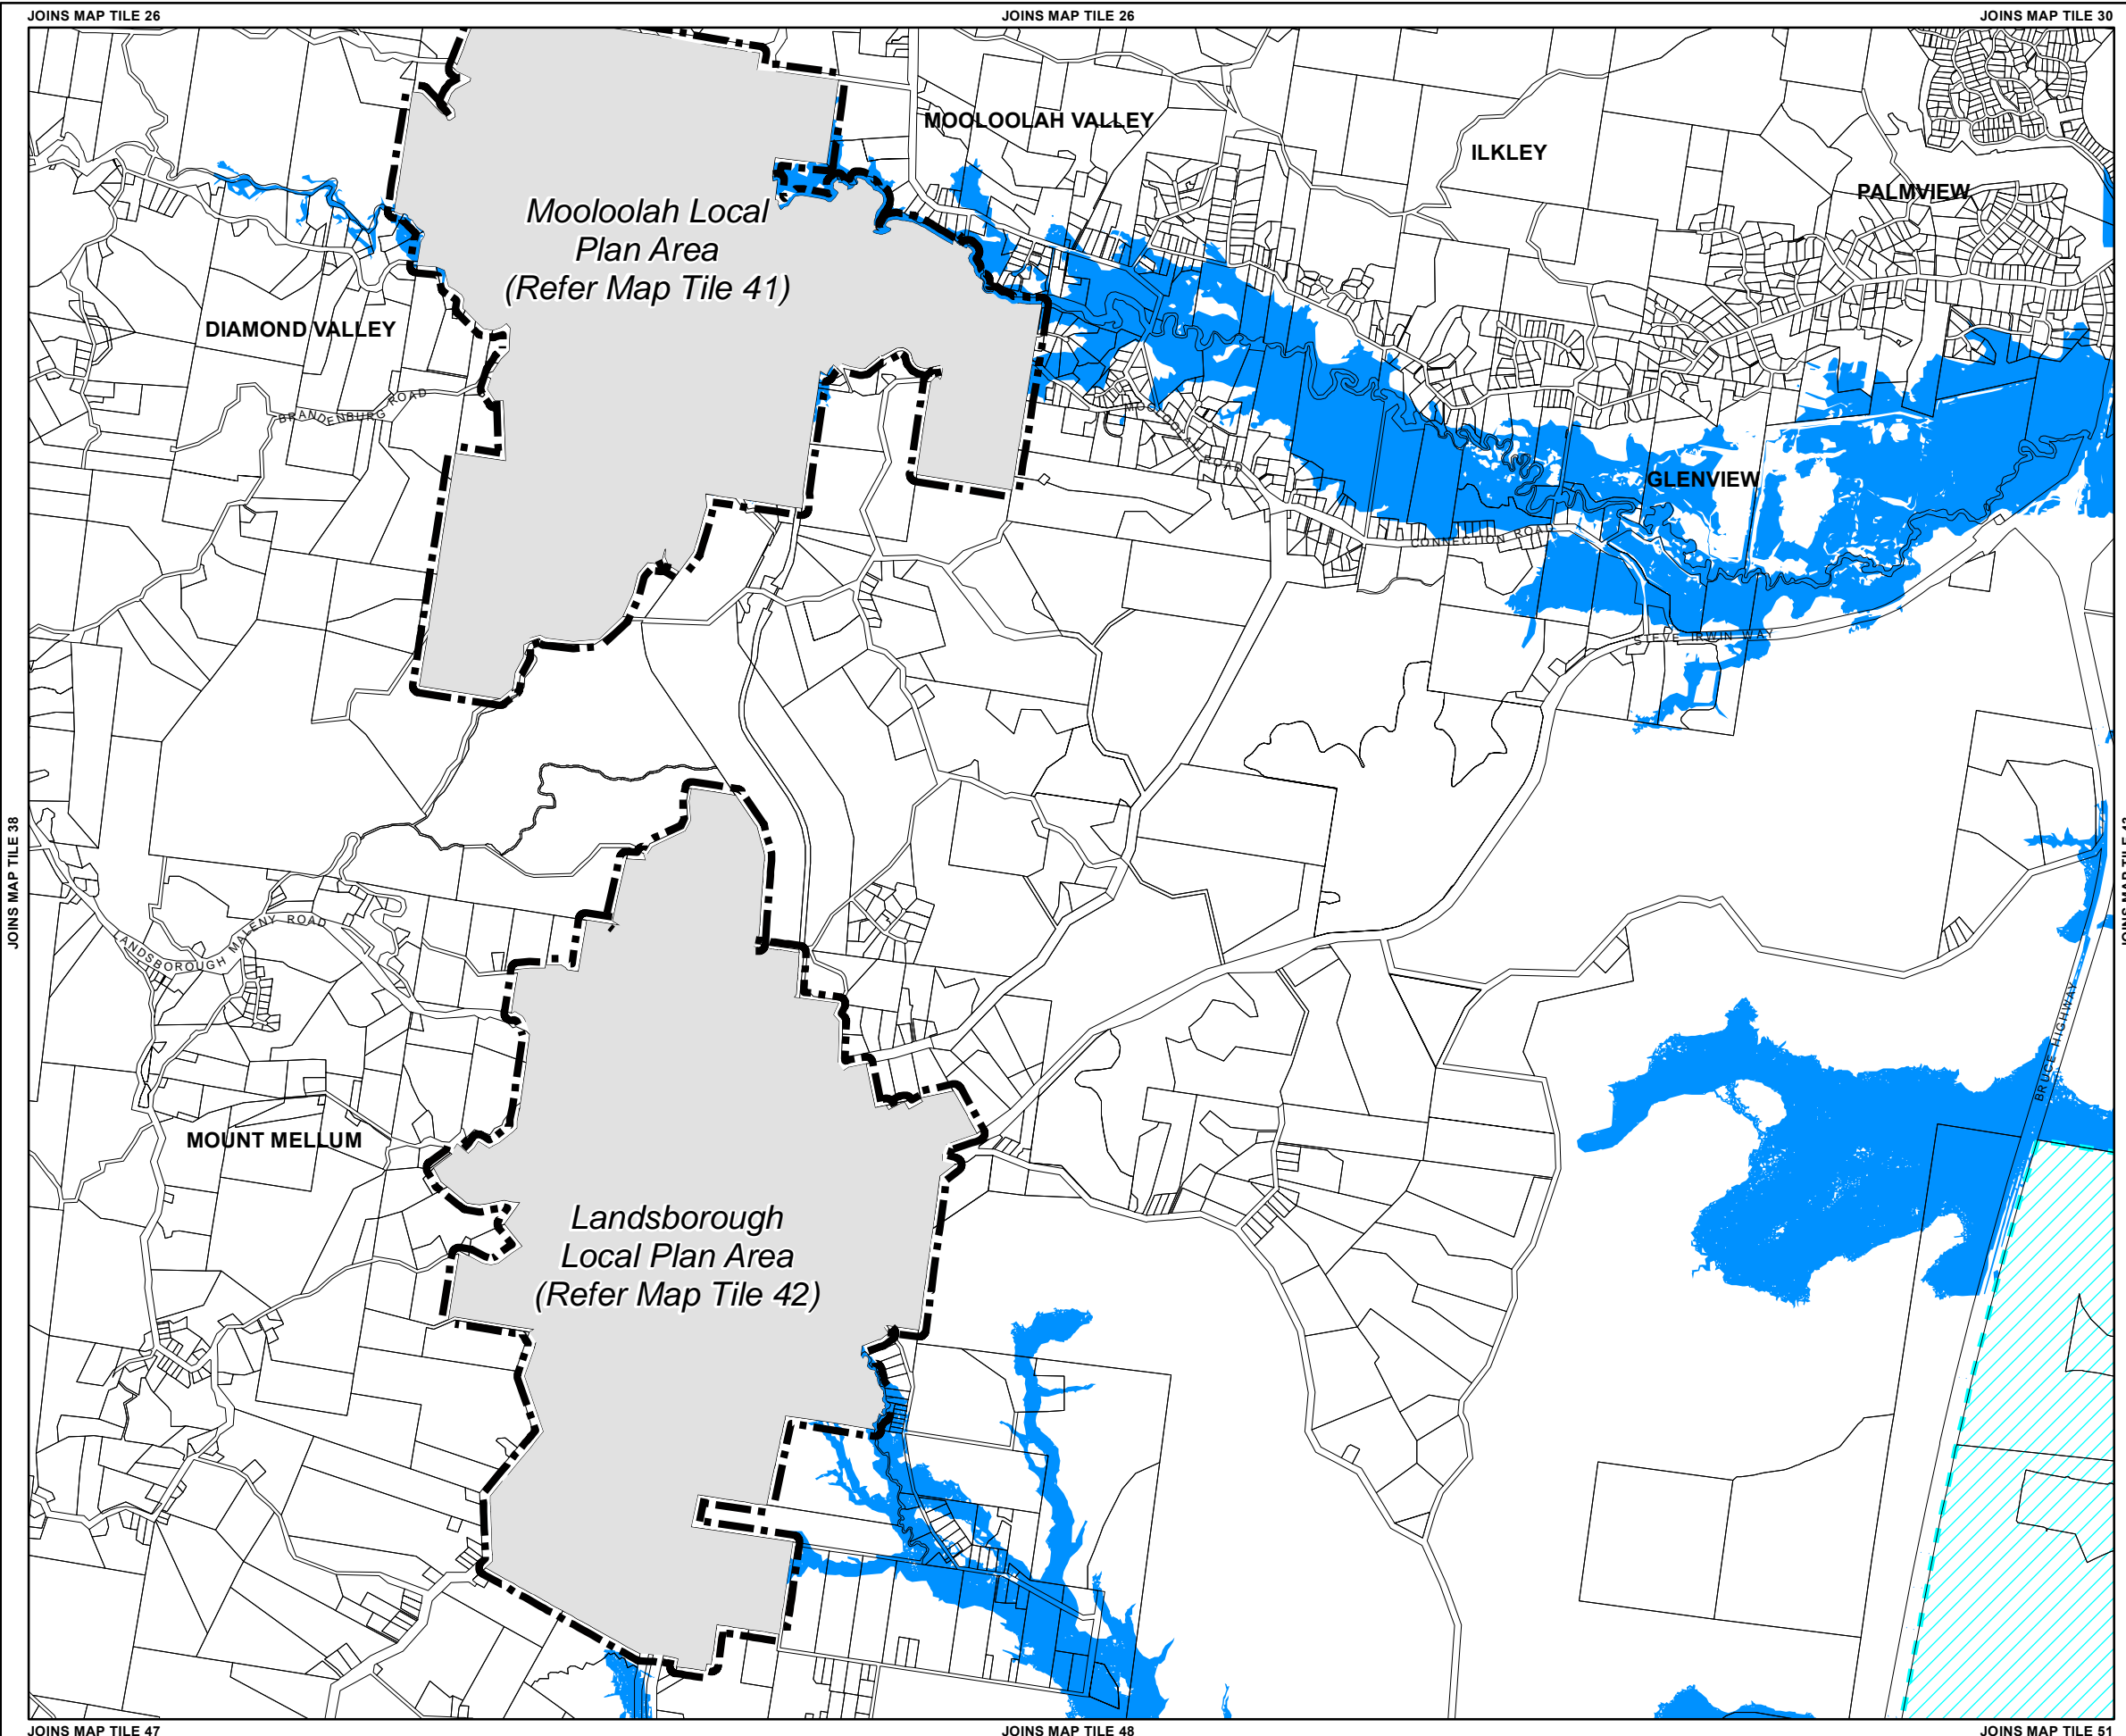 JOINS MAP TILE 26
JOINS MAP TILE 26
JOINS MAP TILE 30
MOOLOOLAH VALLEY
ILKLEY
PALMVIEW
Mooloolah Local
Plan Area
(Refer Map Tile 41)
DIAMOND VALLEY
BRANDENBURG ROAD
ROAD
GLENVIEW
CONNECTION ROAD
STEVE IRWIN WAY
JOINS MAP TILE 38
LANDSBOROUGH MALENY ROAD
BRUCE HIGHWAY
MOUNT MELLUM
Landsborough
Local Plan Area
(Refer Map Tile 42)
JOINS MAP TILE 47
JOINS MAP TILE 48
JOINS MAP TILE 51